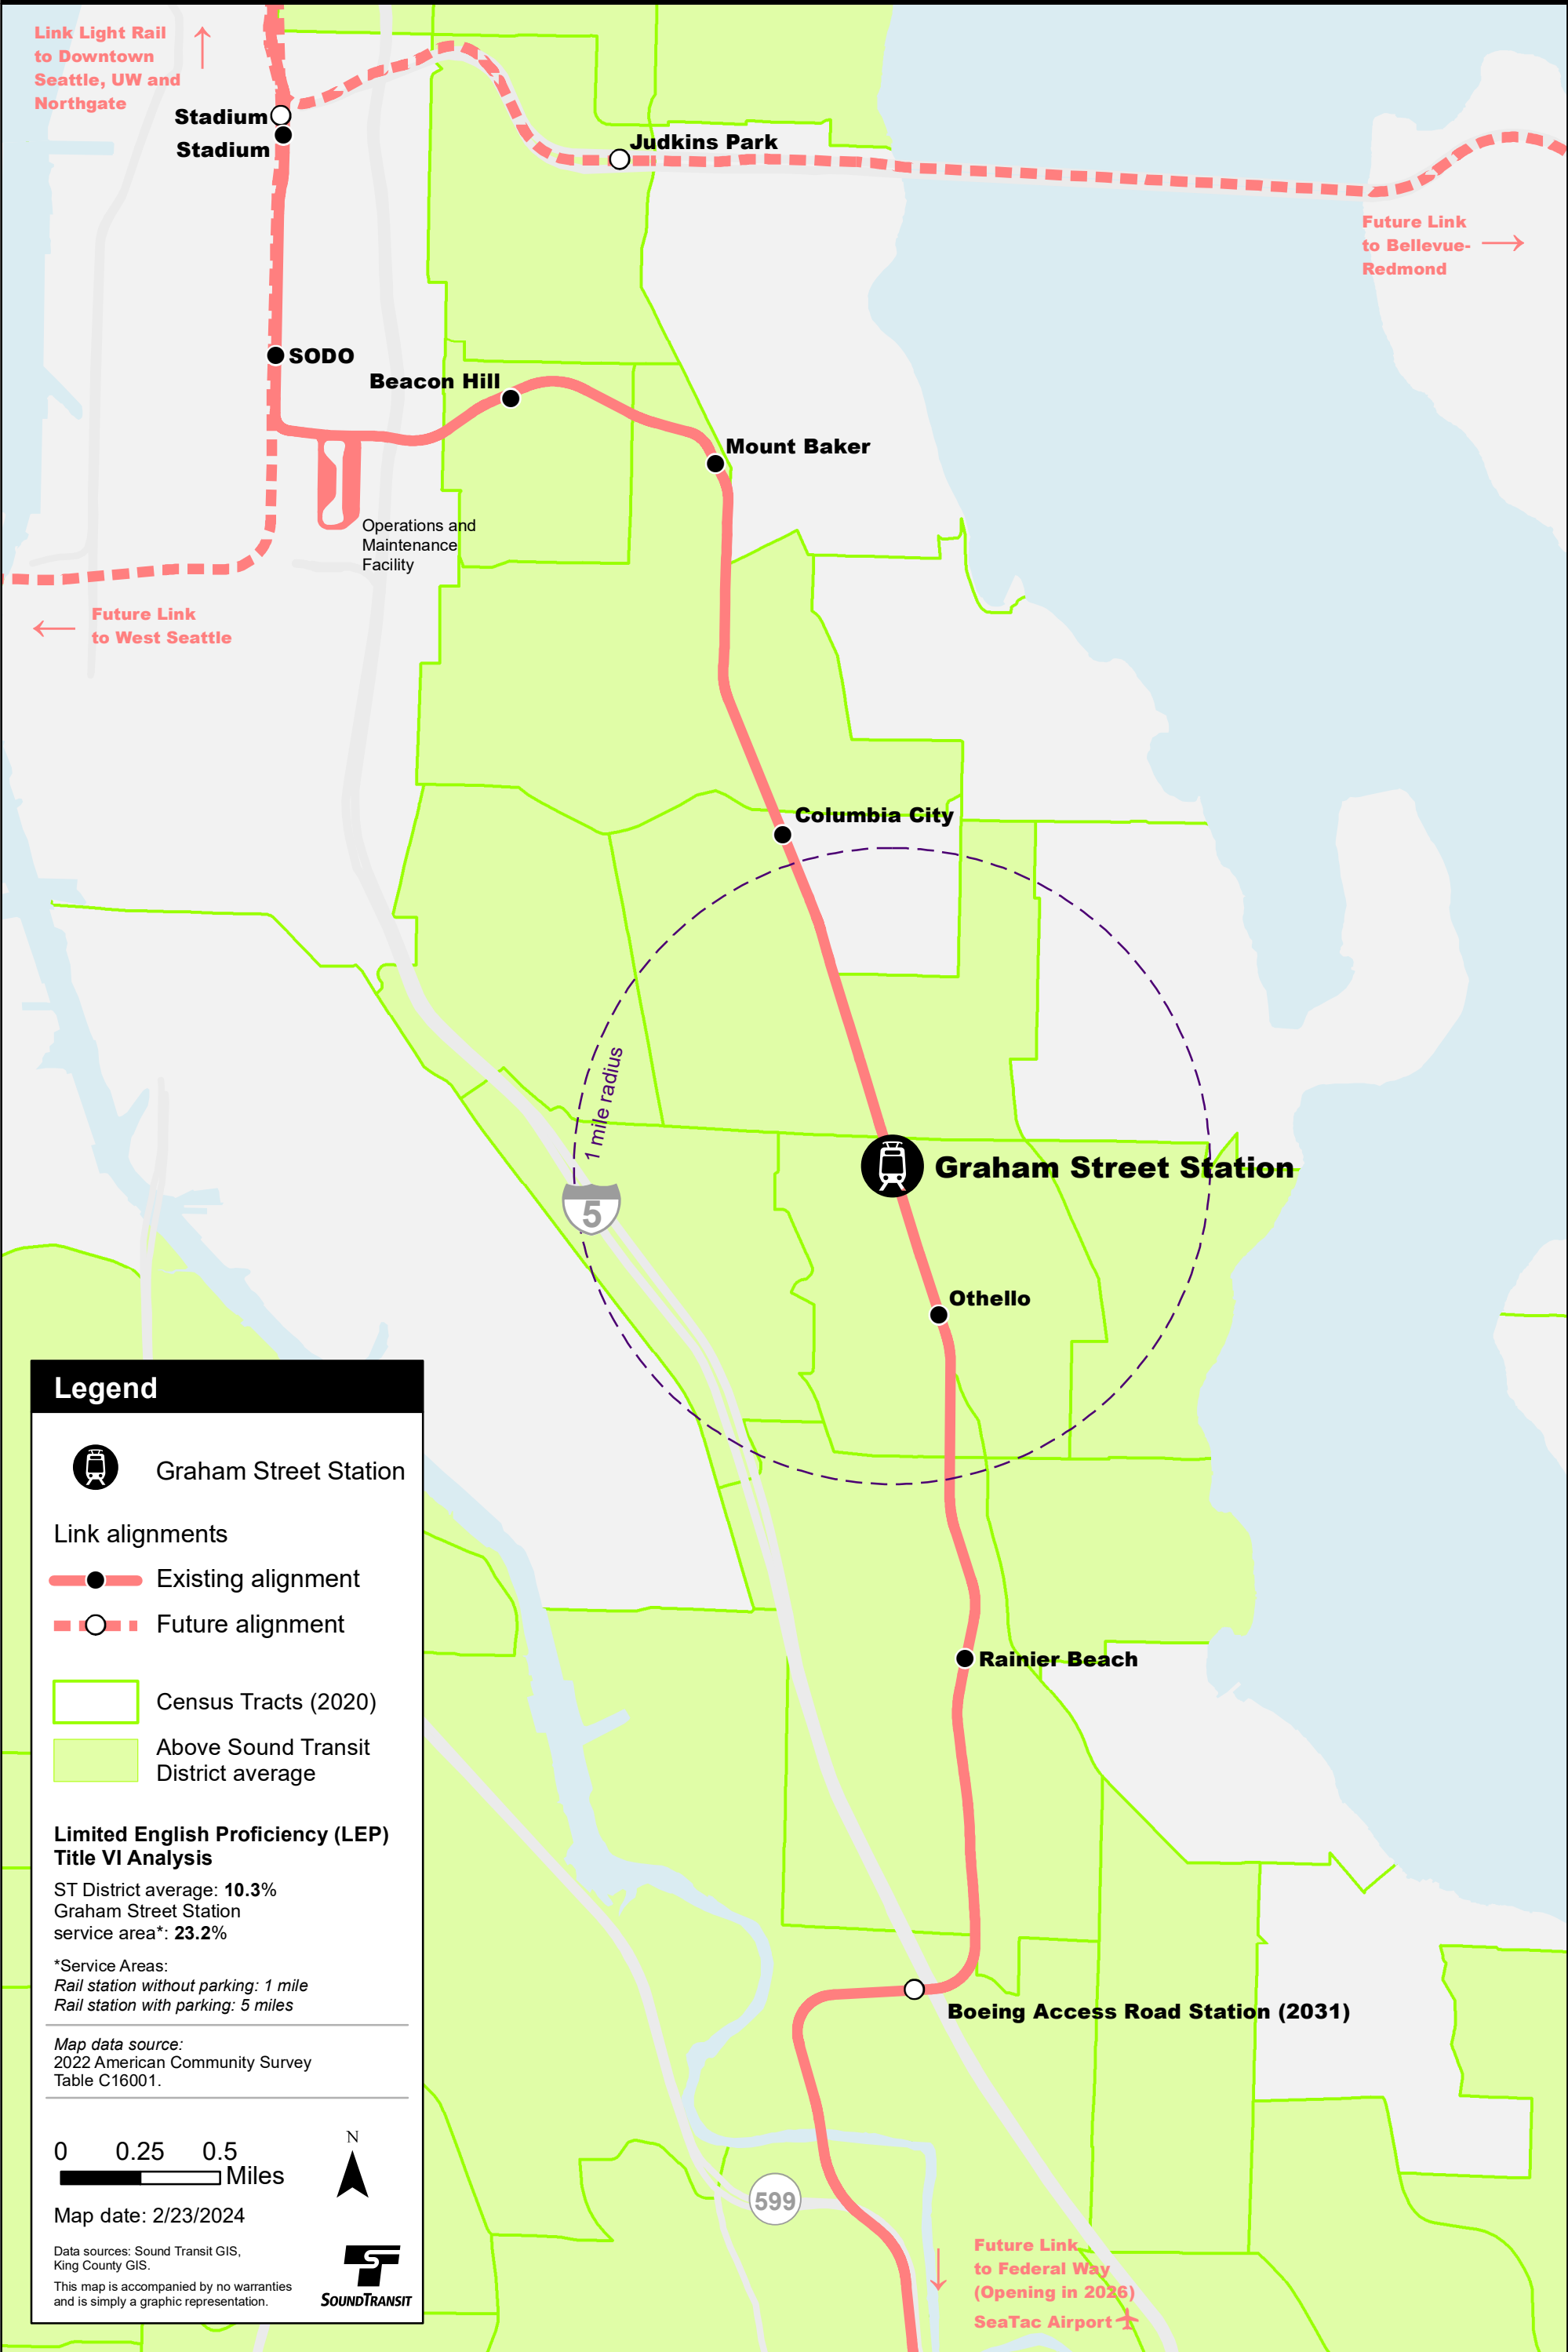 Link Light Rail
to Downtown
Seattle, UW and
Northgate
Stadium
Stadium
Judkins Park
Future Link
to Bellevue-
Redmond
SODO
Beacon Hill
Mount Baker
Operations and
Maintenance
Facility
Future Link
to West Seattle
Columbia City
1 mile radius
Graham Street Station
5
Othello
Rainier Beach
Boeing Access Road Station (2031)
599
Future Link
to Federal Way
(Opening in 2026)
SeaTac Airport
Legend
Graham Street Station
Link alignments
Existing alignment
Future alignment
Census Tracts (2020)
Above Sound Transit
District average
Limited English Proficiency (LEP)
Title VI Analysis
ST District average: 10.3%
Graham Street Station
service area*: 23.2%
*Service Areas:
Rail station without parking: 1 mile
Rail station with parking: 5 miles
Map data source:
2022 American Community Survey
Table C16001.
0 0.25 0.5
Miles
N
Map date: 2/23/2024
Data sources: Sound Transit GIS,
King County GIS.
This map is accompanied by no warranties
and is simply a graphic representation.
SOUNDTRANSIT